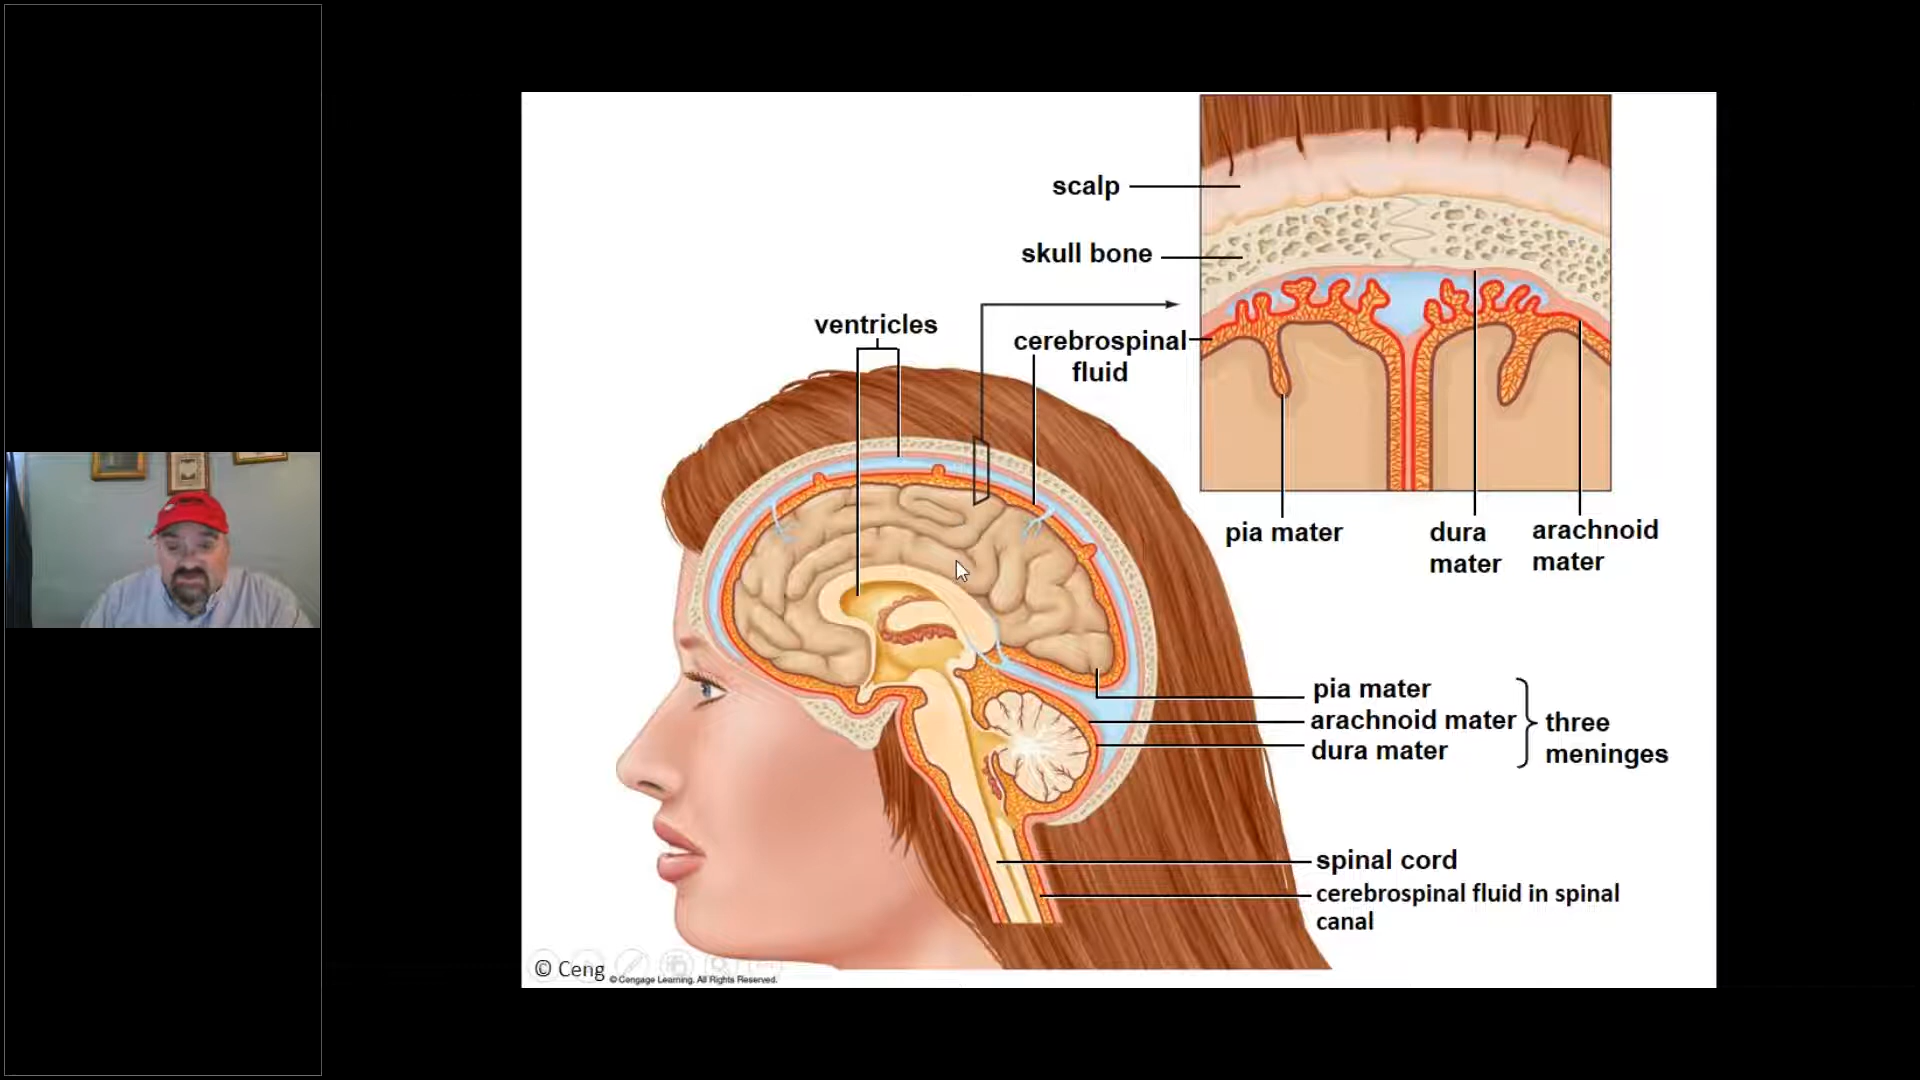 scalp
skull bone
ventricles
cerebrospinal
fluid
pia mater
dura
mater
arachnoid
mater
pia mater
arachnoid mater
dura mater
three
meninges
spinal cord
cerebrospinal fluid in spinal
canal
© Ceng
© Cengage Learning. All Rights Reserved.